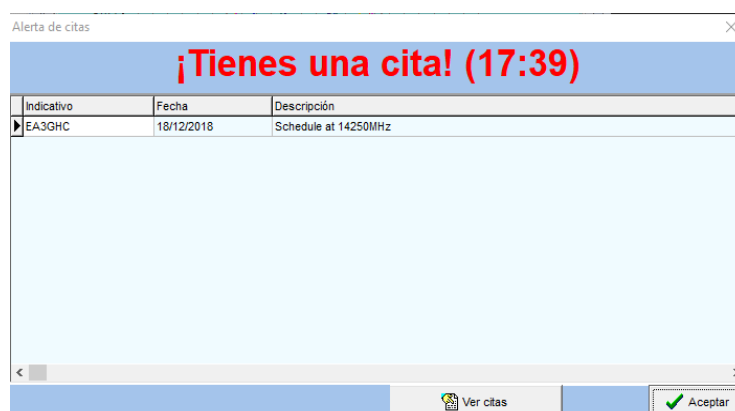 Alerta de citas
¡Tienes una cita! (17:39)
Indicativo Fecha Descripción
EA3GHC 18/12/2018 Schedule at 14250MHz
Ver citas Aceptar